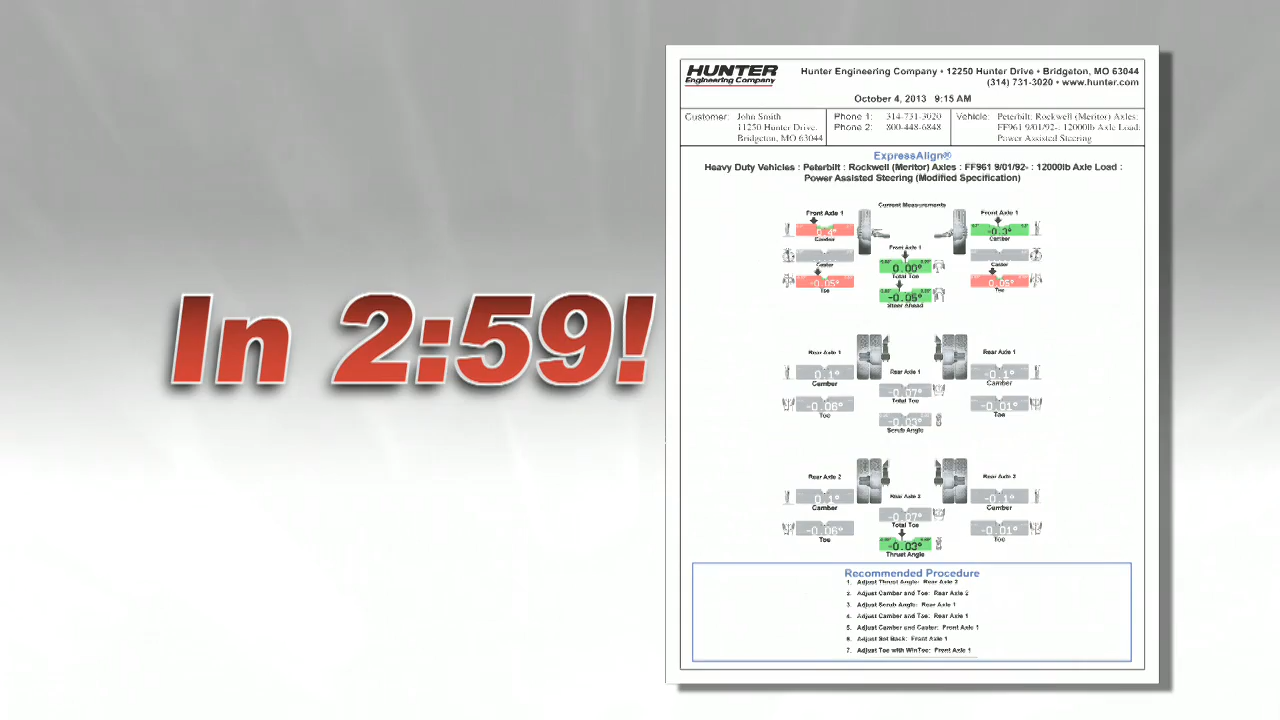 In 2:59!
HUNTER
Engineering Company
Hunter Engineering Company • 12250 Hunter Drive • Bridgeton, MO 63044
(314) 731-3020 • www.hunter.com
October 4, 2013 9:15 AM
Customer: John Smith
11250 Hunter Drive.
Bridgeton, MO 63044
Phone 1: 314-731-3020
Phone 2: 800-448-6848
Vehicle: Peterbilt: Rockwell (Meritor) Axles:
FF961 9/01/92-. 12000lb Axle Load:
Power Assisted Steering
ExpressAlign®
Heavy Duty Vehicles : Peterbilt : Rockwell (Meritor) Axles : FF961 9/01/92- : 12000lb Axle Load :
Power Assisted Steering (Modified Specification)
Current Measurements
Front Axle 1
Camber
Caster
-0.05°
Toe
Front Axle 1
0.00°
Total Toe
-0.05°
Steer Ahead
Front Axle 1
-0.3°
Camber
Caster
0.05°
Toe
Rear Axle 1
0.1°
Camber
-0.06°
Toe
Rear Axle 1
-0.07°
Total Toe
-0.03°
Scrub Angle
Rear Axle 1
-0.1°
Camber
-0.01°
Toe
Rear Axle 2
0.1°
Camber
-0.06°
Toe
Rear Axle 2
-0.07°
Total Toe
-0.03°
Thrust Angle
Rear Axle 2
-0.1°
Camber
-0.01°
Toe
Recommended Procedure
1. Adjust Thrust Angle: Rear Axle 2
2. Adjust Camber and Toe: Rear Axle 2
3. Adjust Scrub Angle: Rear Axle 1
4. Adjust Camber and Toe: Rear Axle 1
5. Adjust Camber and Caster: Front Axle 1
6. Adjust Set Back: Front Axle 1
7. Adjust Toe with WinToe: Front Axle 1